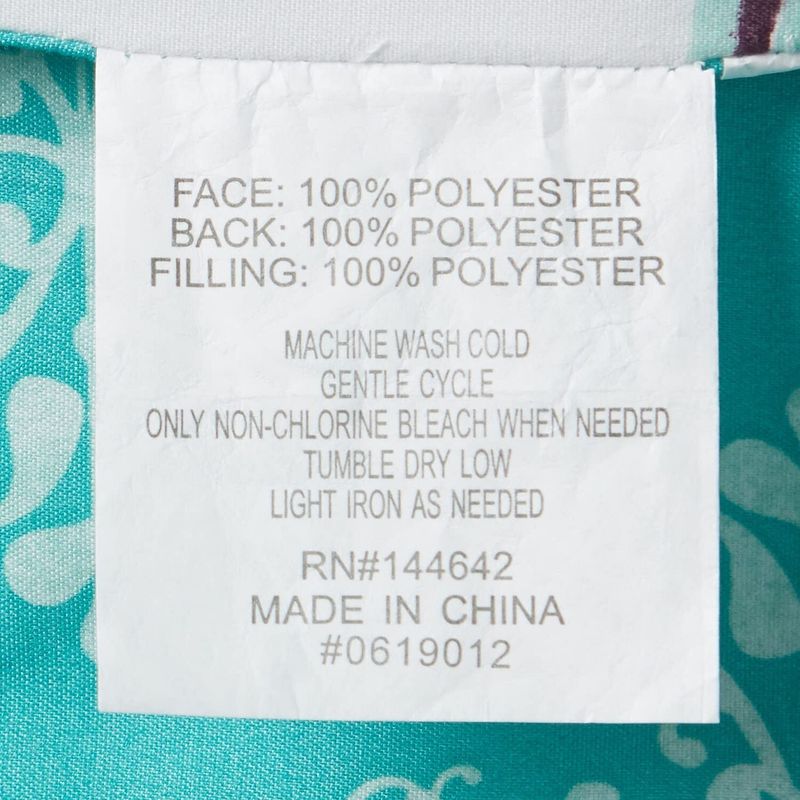 FACE: 100% POLYESTER
BACK: 100% POLYESTER
FILLING: 100% POLYESTER
MACHINE WASH COLD
GENTLE CYCLE
ONLY NON-CHLORINE BLEACH WHEN NEEDED
TUMBLE DRY LOW
LIGHT IRON AS NEEDED
RN#144642
MADE IN CHINA
#0619012